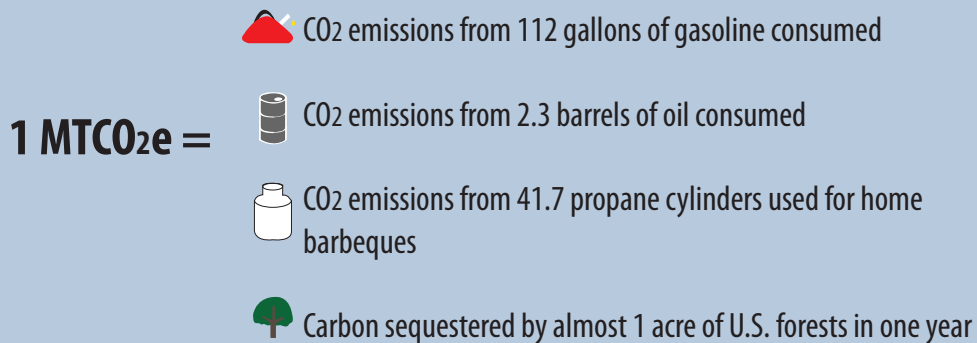 CO2 emissions from 112 gallons of gasoline consumed
CO2 emissions from 2.3 barrels of oil consumed
1 MTCO2e =
CO2 emissions from 41.7 propane cylinders used for home
barbeques
Carbon sequestered by almost 1 acre of U.S. forests in one year